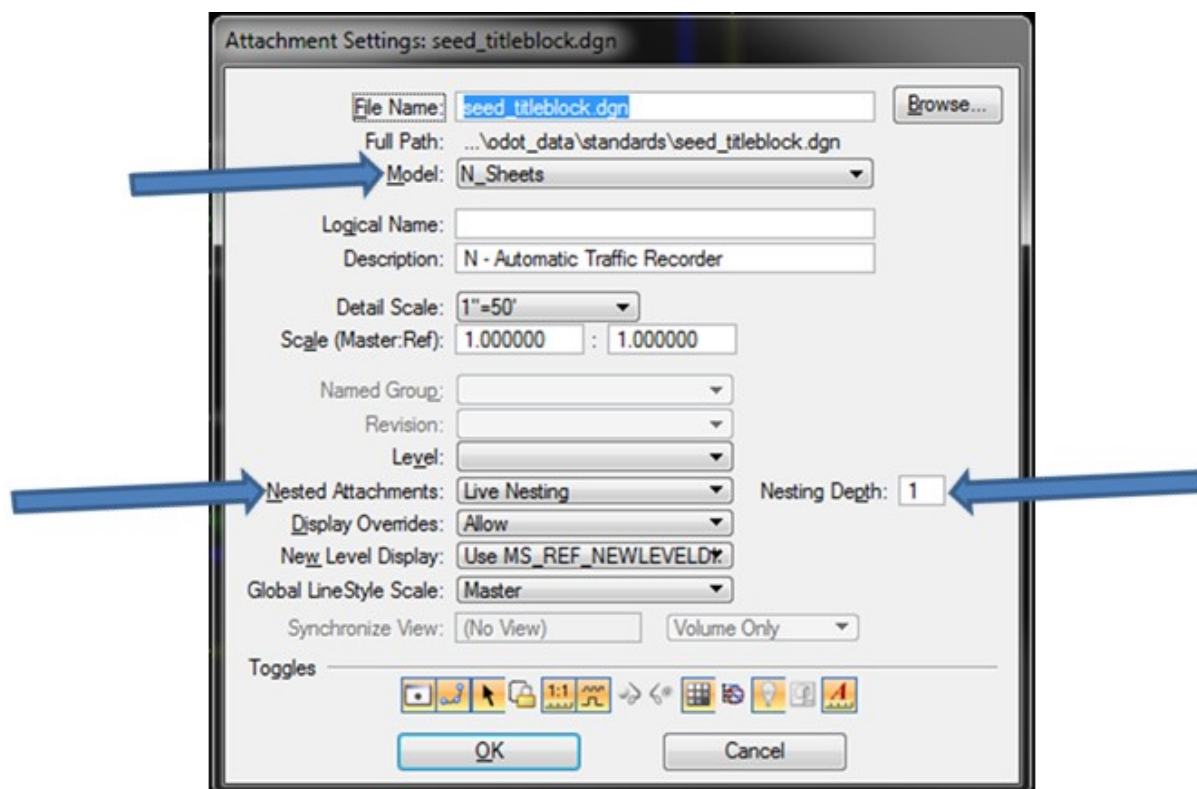 Attachment Settings: seed_titleblock.dgn
File Name: seed_titleblock.dgn Browse...
Full Path: ...\odot_data\standards\seed_titleblock.dgn
Model: N_Sheets
Logical Name:
Description: N - Automatic Traffic Recorder
Detail Scale: 1"=50'
Scale (Master:Ref): 1.000000 : 1.000000
Named Group:
Revision:
Level:
Nested Attachments: Live Nesting Nesting Depth: 1
Display Overrides: Allow
New Level Display: Use MS_REF_NEWLEVELDI
Global LineStyle Scale: Master
Synchronize View: (No View) Volume Only
Toggles
1:1 A
OK Cancel